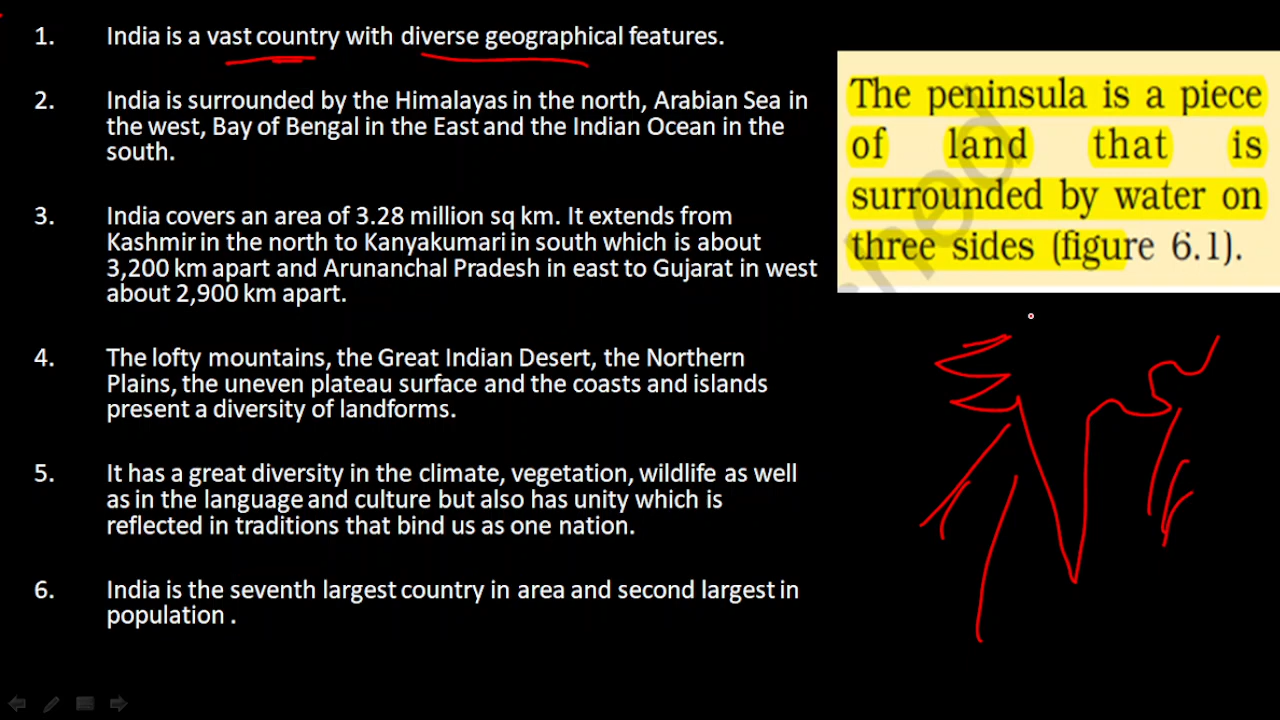 1. India is a vast country with diverse geographical features.
2. India is surrounded by the Himalayas in the north, Arabian Sea in
the west, Bay of Bengal in the East and the Indian Ocean in the
south.
3. India covers an area of 3.28 million sq km. It extends from
Kashmir in the north to Kanyakumari in south which is about
3,200 km apart and Arunanchal Pradesh in east to Gujarat in west
about 2,900 km apart.
4. The lofty mountains, the Great Indian Desert, the Northern
Plains, the uneven plateau surface and the coasts and islands
present a diversity of landforms.
5. It has a great diversity in the climate, vegetation, wildlife as well
as in the language and culture but also has unity which is
reflected in traditions that bind us as one nation.
6. India is the seventh largest country in area and second largest in
population .
The peninsula is a piece
of land that is
surrounded by water on
three sides (figure 6.1).